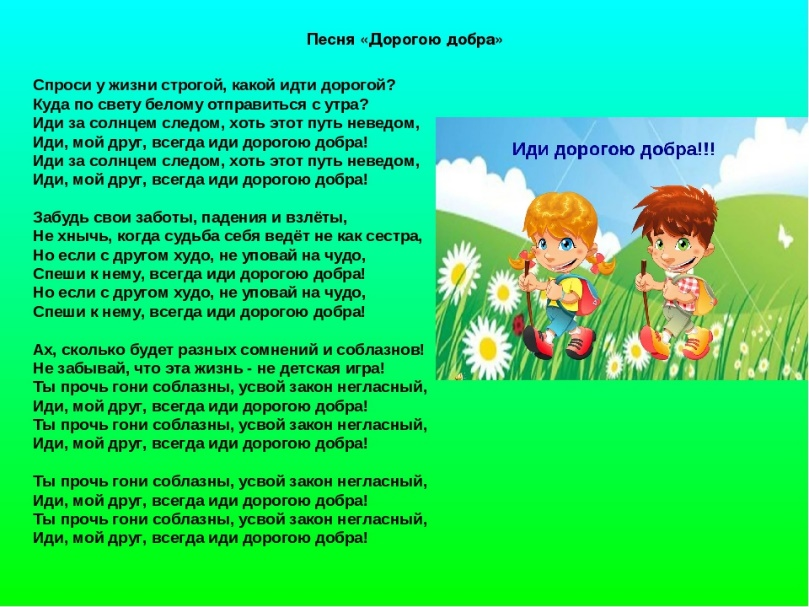 Песня «Дорогою добра»
Спроси у жизни строгой, какой идти дорогой?
Куда по свету белому отправиться с утра?
Иди за солнцем следом, хоть этот путь неведом,
Иди, мой друг, всегда иди дорогою добра!
Иди за солнцем следом, хоть этот путь неведом,
Иди, мой друг, всегда иди дорогою добра!
Забудь свои заботы, падения и взлёты,
Не хнычь, когда судьба себя ведёт не как сестра,
Но если с другом худо, не уповай на чудо,
Спеши к нему, всегда иди дорогою добра!
Но если с другом худо, не уповай на чудо,
Спеши к нему, всегда иди дорогою добра!
Ах, сколько будет разных сомнений и соблазнов!
Не забывай, что эта жизнь - не детская игра!
Ты прочь гони соблазны, усвой закон негласный,
Иди, мой друг, всегда иди дорогою добра!
Ты прочь гони соблазны, усвой закон негласный,
Иди, мой друг, всегда иди дорогою добра!
Ты прочь гони соблазны, усвой закон негласный,
Иди, мой друг, всегда иди дорогою добра!
Ты прочь гони соблазны, усвой закон негласный,
Иди, мой друг, всегда иди дорогою добра!
Иди дорогою добра!!!